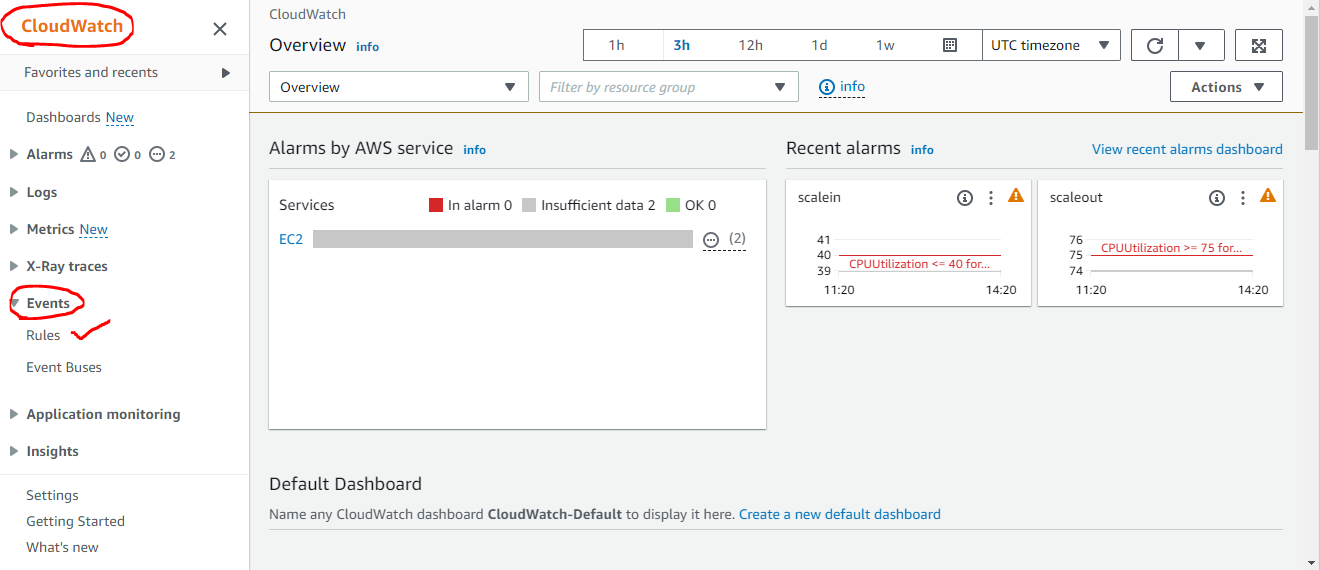 CloudWatch
Favorites and recents
Dashboards New
Alarms 0 0 2
Logs
Metrics New
X-Ray traces
Events
Rules
Event Buses
Application monitoring
Insights
Settings
Getting Started
What's new
CloudWatch
Overview info
1h 3h 12h 1d 1w UTC timezone
Overview Filter by resource group info Actions
Alarms by AWS service info
Services In alarm 0 Insufficient data 2 OK 0
EC2 (2)
Recent alarms info View recent alarms dashboard
scalein
41
40
CPUUtilization <= 40 for...
39
11:20 14:20
scaleout
76
CPUUtilization >= 75 for...
75
74
11:20 14:20
Default Dashboard
Name any CloudWatch dashboard CloudWatch-Default to display it here. Create a new default dashboard